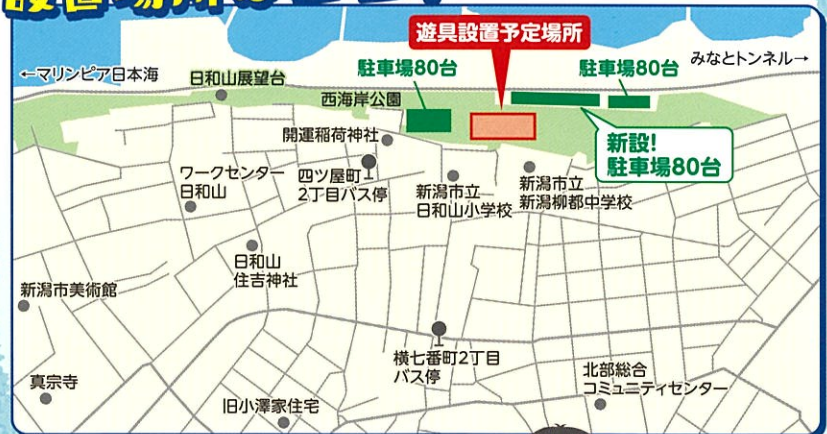 設置場所はココ!
遊具設置予定場所
←マリンピア日本海
日和山展望台
駐車場80台
駐車場80台
みなとトンネル→
西海岸公園
開運稲荷神社
新設!
駐車場80台
ワークセンター
日和山
四ツ屋町
2丁目バス停
新潟市立
日和山小学校
新潟市立
新潟柳都中学校
日和山
住吉神社
新潟市美術館
横七番町2丁目
バス停
北部総合
コミュニティセンター
真宗寺
旧小澤家住宅